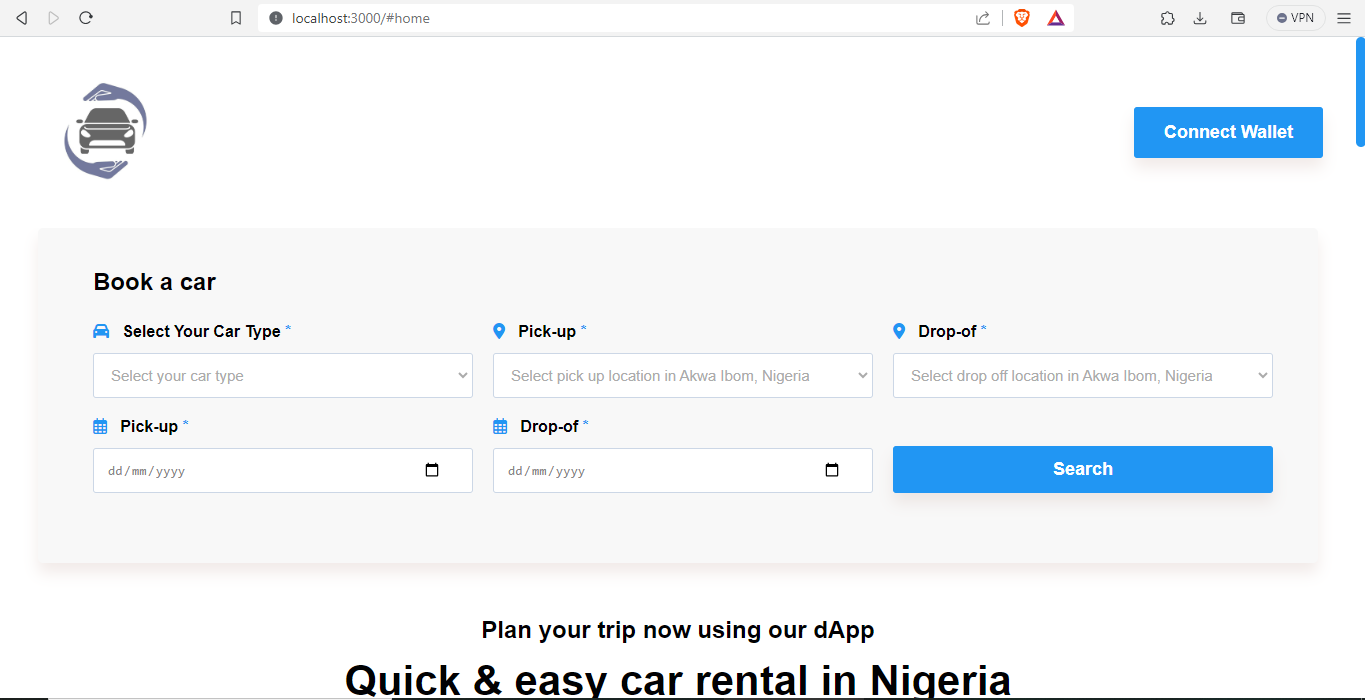 localhost:3000/#home
VPN
Connect Wallet
Book a car
Select Your Car Type *
Pick-up *
Drop-of *
Select your car type
Select pick up location in Akwa Ibom, Nigeria
Select drop off location in Akwa Ibom, Nigeria
Pick-up *
Drop-of *
dd/mm/yyyy
dd/mm/yyyy
Search
Plan your trip now using our dApp
Quick & easy car rental in Nigeria